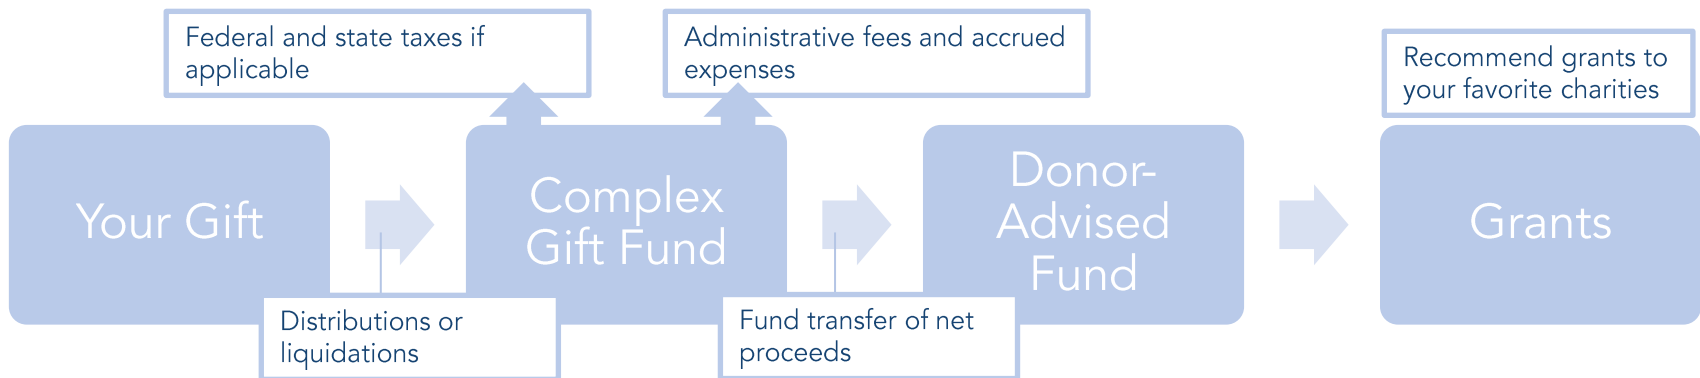 Federal and state taxes if
applicable
Administrative fees and accrued
expenses
Recommend grants to
your favorite charities
Your Gift
Complex
Gift Fund
Donor-
Advised
Fund
Grants
Distributions or
liquidations
Fund transfer of net
proceeds